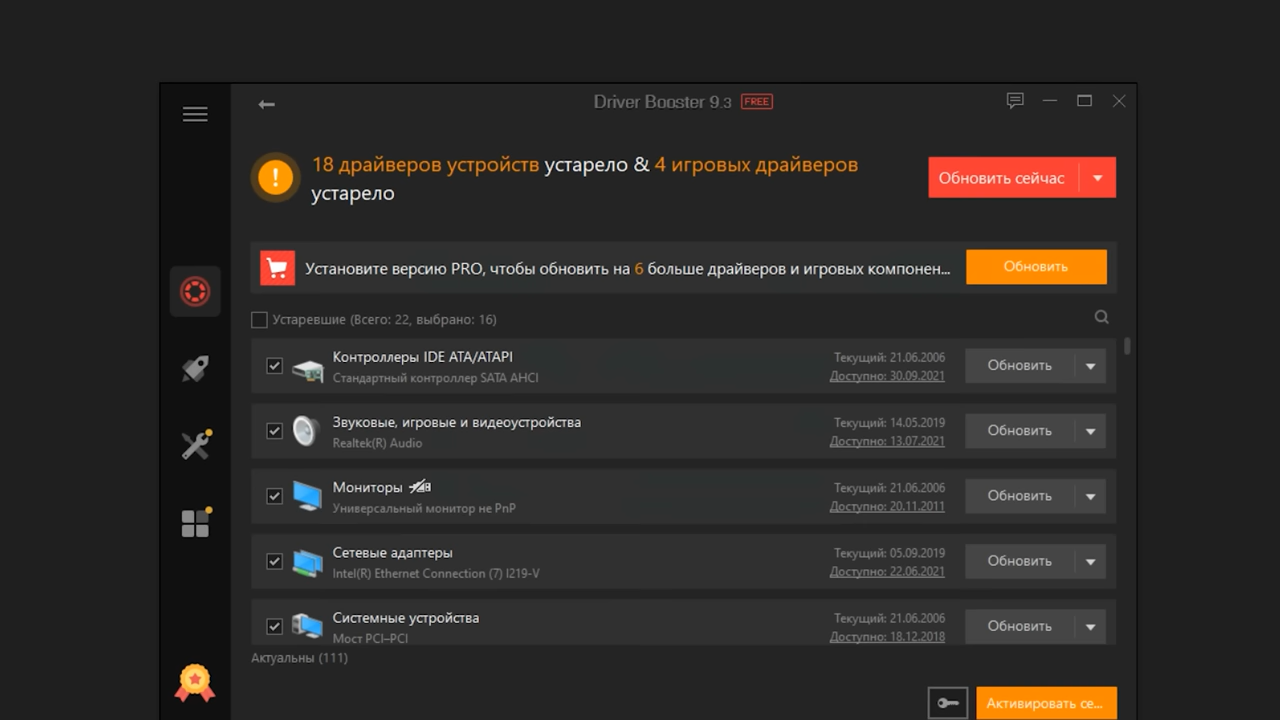 Driver Booster 9.3 FREE
18 драйверов устройств устарело & 4 игровых драйверов
устарело
Обновить сейчас
Установите версию PRO, чтобы обновить на 6 больше драйверов и игровых компонен...
Обновить
Устаревшие (Всего: 22, выбрано: 16)
Контроллеры IDE ATA/ATAPI
Стандартный контроллер SATA AHCI
Текущий: 21.06.2006
Доступно: 30.09.2021
Обновить
Звуковые, игровые и видеоустройства
Realtek(R) Audio
Текущий: 14.05.2019
Доступно: 13.07.2021
Обновить
Мониторы
Универсальный монитор не PnP
Текущий: 21.06.2006
Доступно: 20.11.2011
Обновить
Сетевые адаптеры
Intel(R) Ethernet Connection (7) I219-V
Текущий: 05.09.2019
Доступно: 22.06.2021
Обновить
Системные устройства
Мост PCI–PCI
Текущий: 21.06.2006
Доступно: 18.12.2018
Обновить
Актуальны (111)
Активировать се...